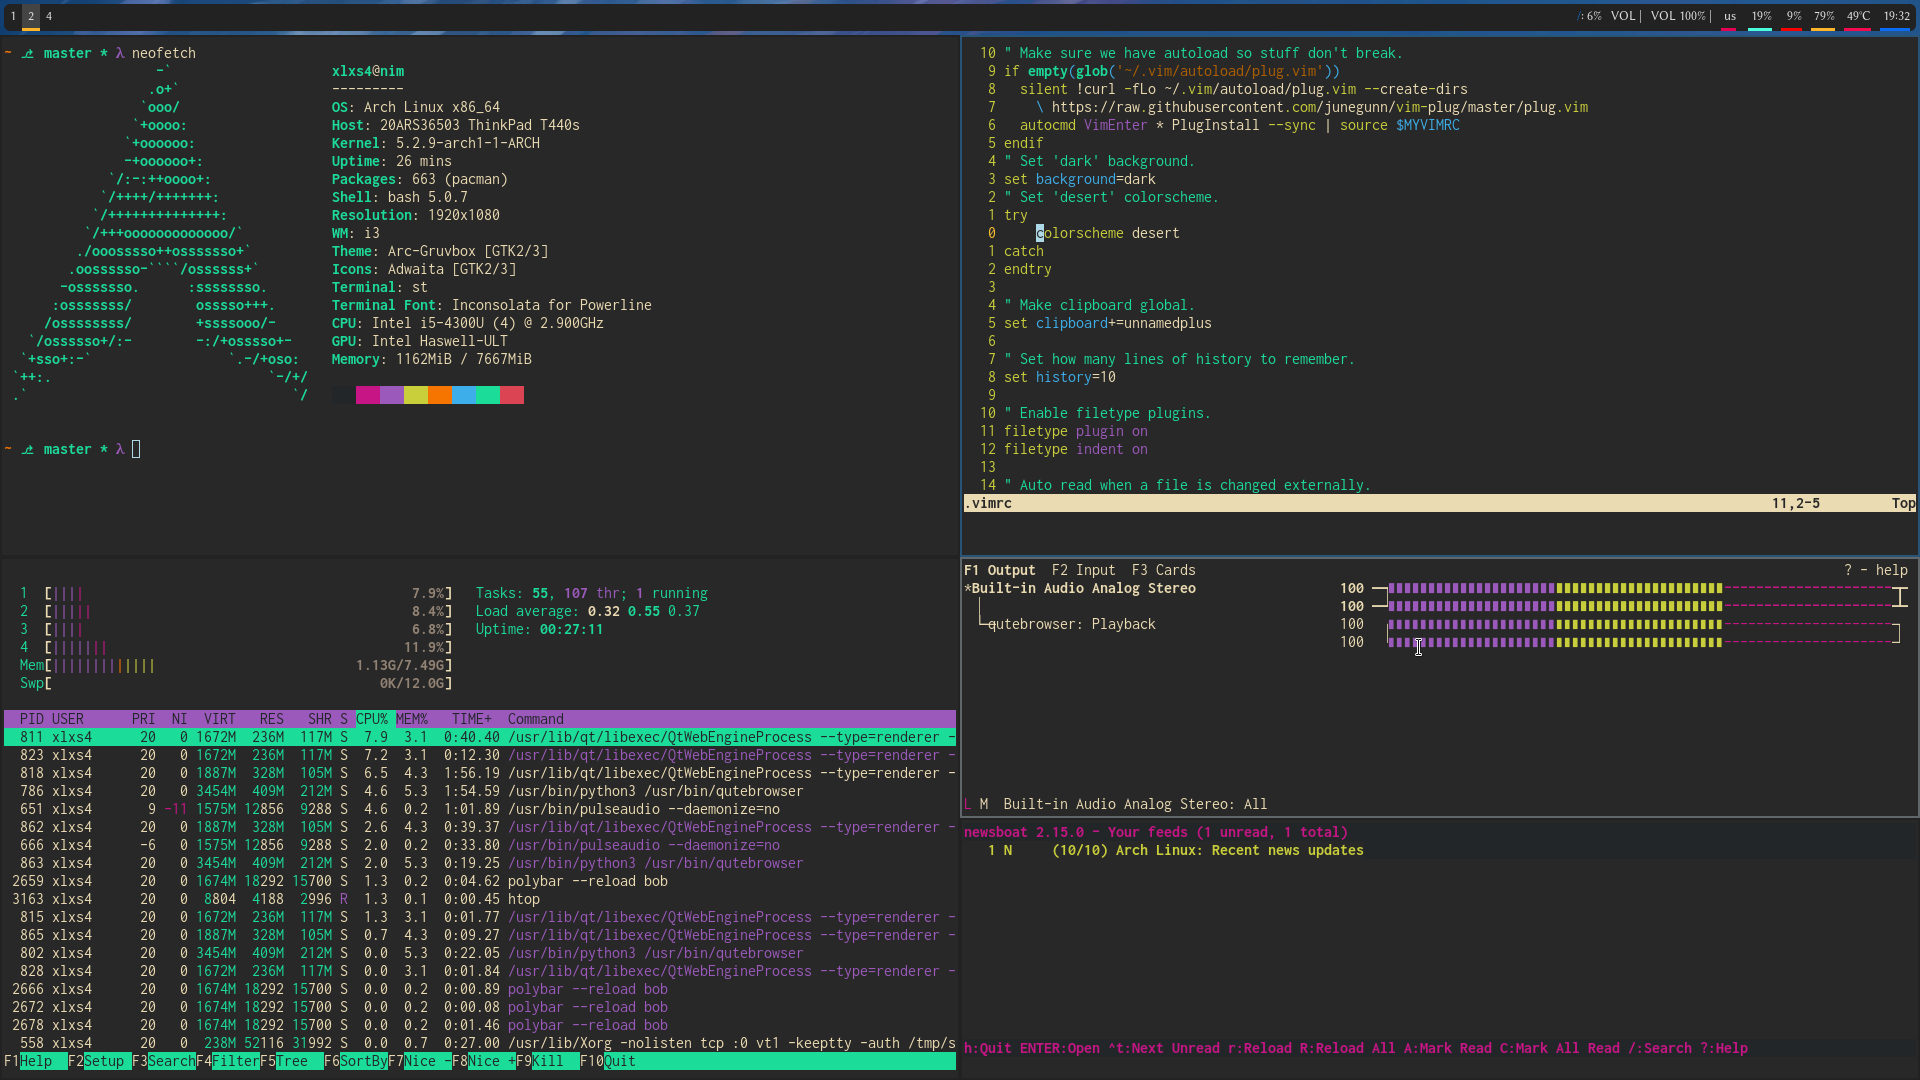 1 2 4
/: 6% VOL | VOL 100% | us 19% 9% 79% 49°C 19:32
~ master * λ neofetch
xlxs4@nim
---------
OS: Arch Linux x86_64
Host: 20ARS36503 ThinkPad T440s
Kernel: 5.2.9-arch1-1-ARCH
Uptime: 26 mins
Packages: 663 (pacman)
Shell: bash 5.0.7
Resolution: 1920x1080
WM: i3
Theme: Arc-Gruvbox [GTK2/3]
Icons: Adwaita [GTK2/3]
Terminal: st
Terminal Font: Inconsolata for Powerline
CPU: Intel i5-4300U (4) @ 2.900GHz
GPU: Intel Haswell-ULT
Memory: 1162MiB / 7667MiB
~ master * λ
10 " Make sure we have autoload so stuff don't break.
9 if empty(glob('~/.vim/autoload/plug.vim'))
8 silent !curl -fLo ~/.vim/autoload/plug.vim --create-dirs
7 \ https://raw.githubusercontent.com/junegunn/vim-plug/master/plug.vim
6 autocmd VimEnter * PlugInstall --sync | source $MYVIMRC
5 endif
4 " Set 'dark' background.
3 set background=dark
2 " Set 'desert' colorscheme.
1 try
0 colorscheme desert
1 catch
2 endtry
3
4 " Make clipboard global.
5 set clipboard+=unnamedplus
6
7 " Set how many lines of history to remember.
8 set history=10
9
10 " Enable filetype plugins.
11 filetype plugin on
12 filetype indent on
13
14 " Auto read when a file is changed externally.
.vimrc 11,2-5 Top
1 [|||| 7.9%]
2 [||||| 8.4%]
3 [|||| 6.8%]
4 [||||||| 11.9%]
Mem[||||||||||||| 1.13G/7.49G]
Swp[ 0K/12.0G]
Tasks: 55, 107 thr; 1 running
Load average: 0.32 0.55 0.37
Uptime: 00:27:11
PID USER PRI NI VIRT RES SHR S CPU% MEM% TIME+ Command
811 xlxs4 20 0 1672M 236M 117M S 7.9 3.1 0:40.40 /usr/lib/qt/libexec/QtWebEngineProcess --type=renderer -
823 xlxs4 20 0 1672M 236M 117M S 7.2 3.1 0:12.30 /usr/lib/qt/libexec/QtWebEngineProcess --type=renderer -
818 xlxs4 20 0 1887M 328M 105M S 6.5 4.3 1:56.19 /usr/lib/qt/libexec/QtWebEngineProcess --type=renderer -
786 xlxs4 20 0 3454M 409M 212M S 4.6 5.3 1:54.59 /usr/bin/python3 /usr/bin/qutebrowser
651 xlxs4 9 -11 1575M 12856 9288 S 4.6 0.2 1:01.89 /usr/bin/pulseaudio --daemonize=no
862 xlxs4 20 0 1887M 328M 105M S 2.6 4.3 0:39.37 /usr/lib/qt/libexec/QtWebEngineProcess --type=renderer -
666 xlxs4 -6 0 1575M 12856 9288 S 2.0 0.2 0:33.80 /usr/bin/pulseaudio --daemonize=no
863 xlxs4 20 0 3454M 409M 212M S 2.0 5.3 0:19.25 /usr/bin/python3 /usr/bin/qutebrowser
2659 xlxs4 20 0 1674M 18292 15700 S 1.3 0.2 0:04.62 polybar --reload bob
3163 xlxs4 20 0 8804 4188 2996 R 1.3 0.1 0:00.45 htop
815 xlxs4 20 0 1672M 236M 117M S 1.3 3.1 0:01.77 /usr/lib/qt/libexec/QtWebEngineProcess --type=renderer -
865 xlxs4 20 0 1887M 328M 105M S 0.7 4.3 0:09.27 /usr/lib/qt/libexec/QtWebEngineProcess --type=renderer -
802 xlxs4 20 0 3454M 409M 212M S 0.0 5.3 0:22.05 /usr/bin/python3 /usr/bin/qutebrowser
828 xlxs4 20 0 1672M 236M 117M S 0.0 3.1 0:01.84 /usr/lib/qt/libexec/QtWebEngineProcess --type=renderer -
2666 xlxs4 20 0 1674M 18292 15700 S 0.0 0.2 0:00.89 polybar --reload bob
2672 xlxs4 20 0 1674M 18292 15700 S 0.0 0.2 0:00.08 polybar --reload bob
2678 xlxs4 20 0 1674M 18292 15700 S 0.0 0.2 0:01.46 polybar --reload bob
558 xlxs4 20 0 238M 52116 31992 S 0.0 0.7 0:27.00 /usr/lib/Xorg -nolisten tcp :0 vt1 -keeptty -auth /tmp/s
F1Help F2Setup F3SearchF4FilterF5Tree F6SortByF7Nice -F8Nice +F9Kill F10Quit
F1 Output F2 Input F3 Cards ? - help
*Built-in Audio Analog Stereo 100
100
qutebrowser: Playback 100
100
L M Built-in Audio Analog Stereo: All
newsboat 2.15.0 - Your feeds (1 unread, 1 total)
1 N (10/10) Arch Linux: Recent news updates
h:Quit ENTER:Open ^t:Next Unread r:Reload R:Reload All A:Mark Read C:Mark All Read /:Search ?:Help